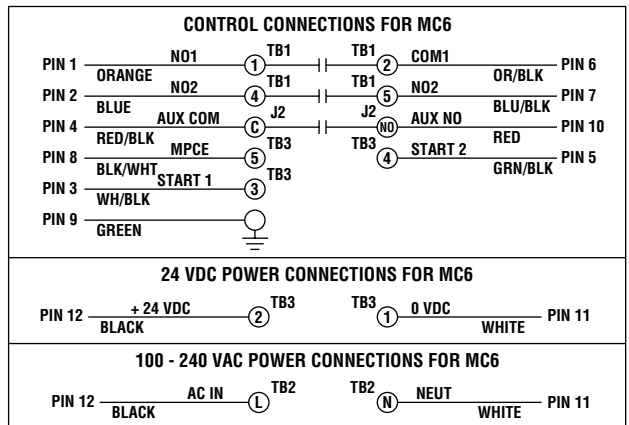 CONTROL CONNECTIONS FOR MC6
PIN 1 NO1 ORANGE 1 TB1 TB1 2 COM1 OR/BLK PIN 6
PIN 2 NO2 BLUE 4 TB1 TB1 5 NO2 BLU/BLK PIN 7
PIN 4 AUX COM RED/BLK C J2 J2 NO AUX NO RED PIN 10
PIN 8 MPCE BLK/WHT 5 TB3 TB3 4 START 2 GRN/BLK PIN 5
PIN 3 START 1 WH/BLK 3 TB3
PIN 9 GREEN
24 VDC POWER CONNECTIONS FOR MC6
PIN 12 + 24 VDC BLACK 2 TB3 TB3 1 0 VDC WHITE PIN 11
100 - 240 VAC POWER CONNECTIONS FOR MC6
PIN 12 AC IN BLACK L TB2 TB2 N NEUT WHITE PIN 11